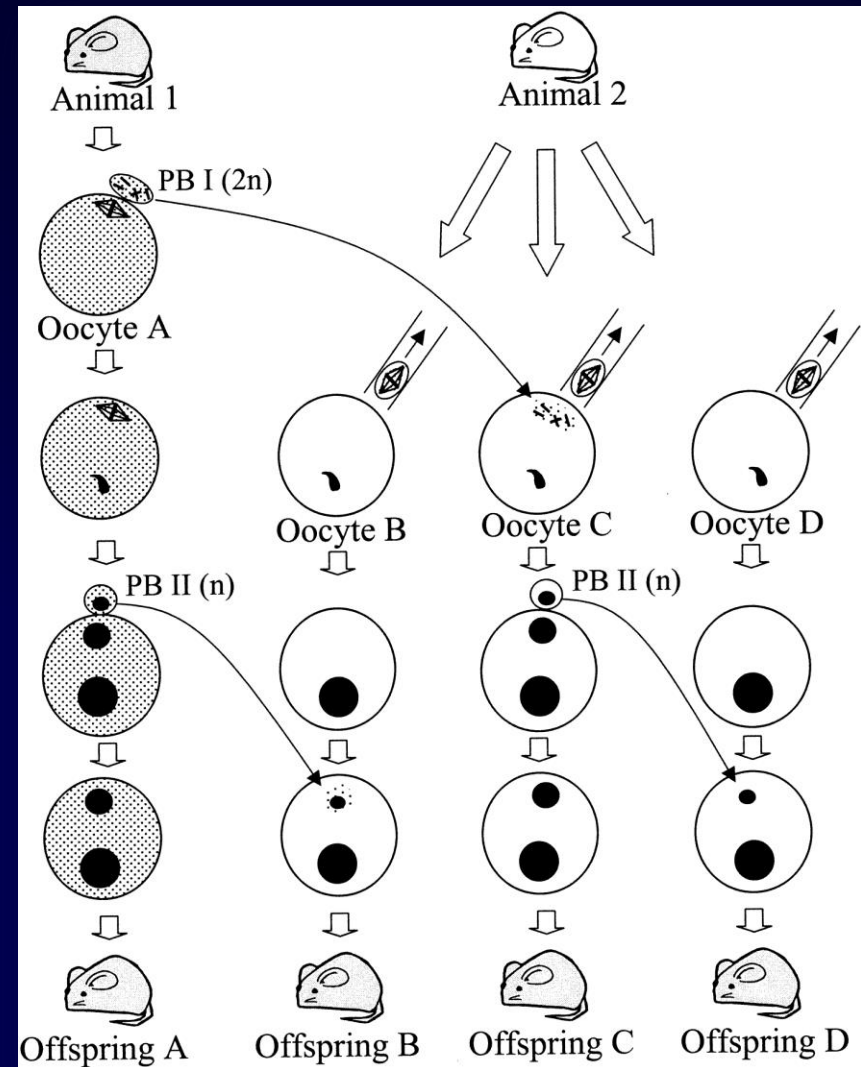 Animal 1
Animal 2
PB I (2n)
Oocyte A
Oocyte B
Oocyte C
Oocyte D
PB II (n)
PB II (n)
Offspring A
Offspring B
Offspring C
Offspring D